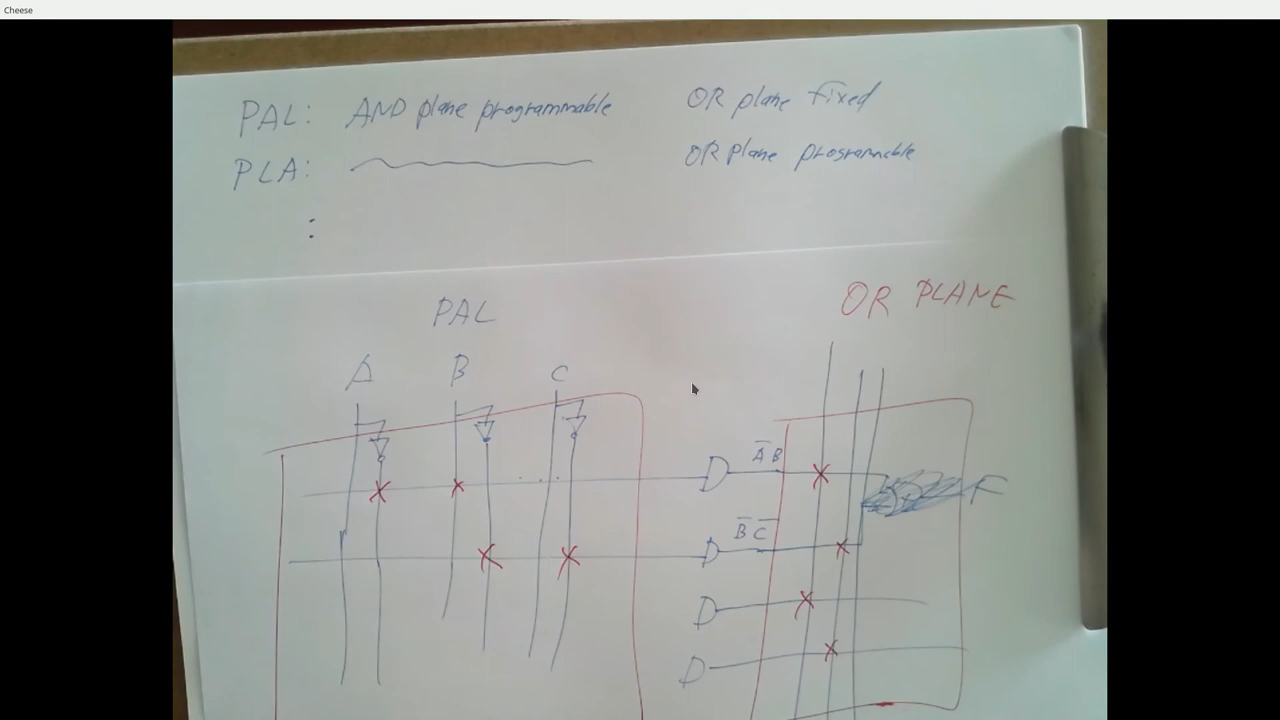 Cheese
PAL: AND plane programmable OR plane fixed
PLA: OR plane programmable
:
PAL OR PLANE
A B C
A̅ B
B̅ C̅
F